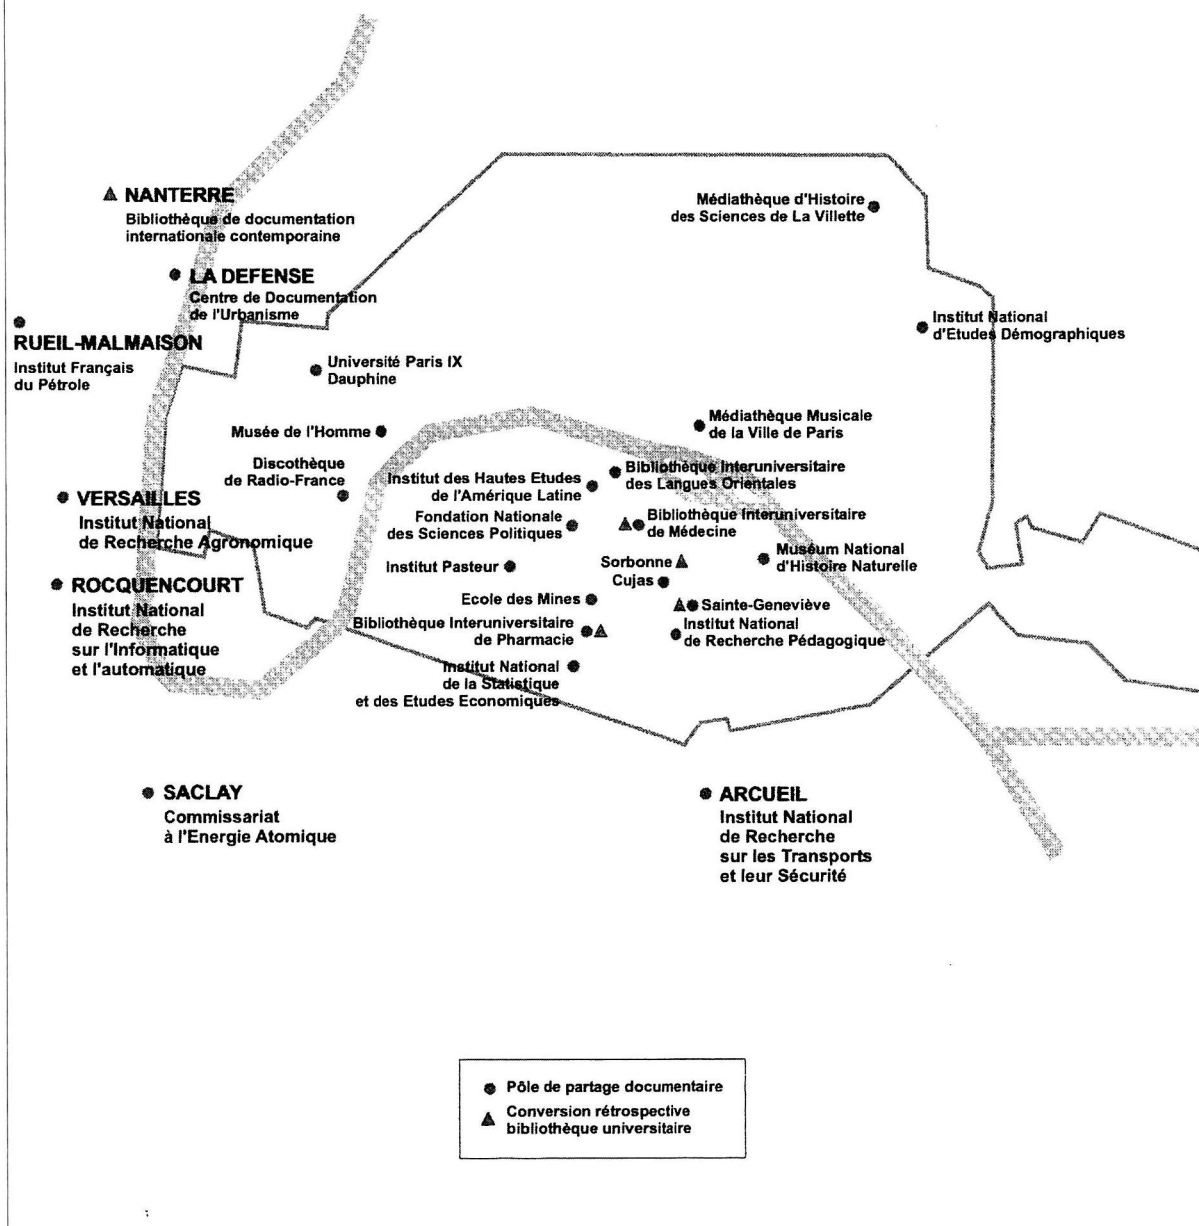 NANTERRE
Bibliothèque de documentation
internationale contemporaine
LA DEFENSE
Centre de Documentation
de l'Urbanisme
RUEIL-MALMAISON
Institut Français
du Pétrole
Médiathèque d'Histoire
des Sciences de La Villette
Institut National
d'Etudes Démographiques
Université Paris IX
Dauphine
Musée de l'Homme
Discothèque
de Radio-France
Médiathèque Musicale
de la Ville de Paris
Bibliothèque Interuniversitaire
des Langues Orientales
Institut des Hautes Etudes
de l'Amérique Latine
Fondation Nationale
des Sciences Politiques
Bibliothèque Interuniversitaire
de Médecine
VERSAILLES
Institut National
de Recherche Agronomique
Muséum National
d'Histoire Naturelle
Institut Pasteur
Sorbonne
Cujas
ROCQUENCOURT
Institut National
de Recherche
sur l'Informatique
et l'automatique
Ecole des Mines
Sainte-Geneviève
Bibliothèque Interuniversitaire
de Pharmacie
Institut National
de Recherche Pédagogique
Institut National
de la Statistique
et des Etudes Economiques
SACLAY
Commissariat
à l'Energie Atomique
ARCUEIL
Institut National
de Recherche
sur les Transports
et leur Sécurité
Pôle de partage documentaire
Conversion rétrospective
bibliothèque universitaire